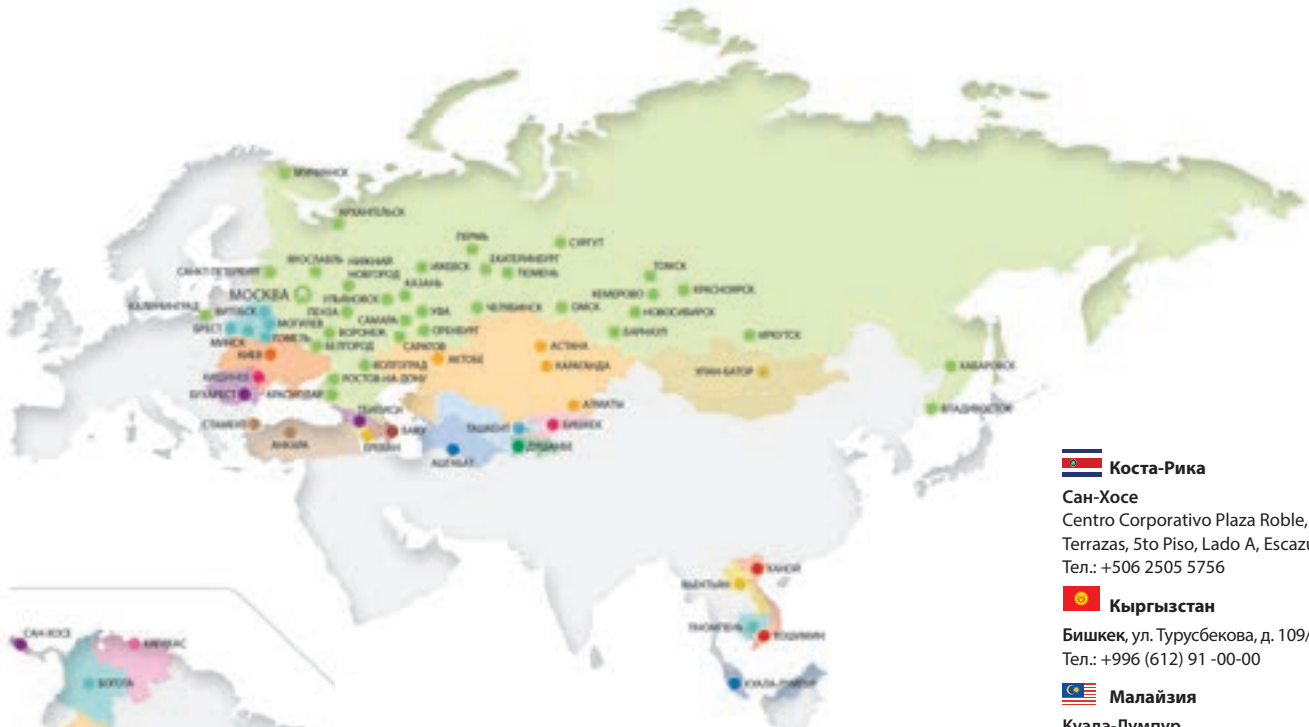 МУРМАНСК
АРХАНГЕЛЬСК
ПЕРМЬ
СУРГУТ
ЯРОСЛАВЛЬ
НИЖНИЙ
НОВГОРОД
ИЖЕВСК
ЕКАТЕРИНБУРГ
ТЮМЕНЬ
ТОМСК
САНКТ-ПЕТЕРБУРГ
КАЗАНЬ
МОСКВА
УЛЬЯНОВСК
КЕМЕРОВО
КРАСНОЯРСК
КАЛИНИНГРАД
ВИТЕБСК
ПЕНЗА
УФА
ЧЕЛЯБИНСК
ОМСК
НОВОСИБИРСК
БРЕСТ
МОГИЛЕВ
САМАРА
МИНСК
ГОМЕЛЬ
ВОРОНЕЖ
ОРЕНБУРГ
БАРНАУЛ
ИРКУТСК
БЕЛГОРОД
САРАТОВ
АСТАНА
КИЕВ
ВОЛГОГРАД
АКТОБЕ
КАРАГАНДА
УЛАН-БАТОР
ХАБАРОВСК
КИШИНЕВ
РОСТОВ-НА-ДОНУ
БУХАРЕСТ
КРАСНОДАР
АЛМАТЫ
ВЛАДИВОСТОК
СТАМБУЛ
ТБИЛИСИ
БАКУ
ТАШКЕНТ
БИШКЕК
АНКАРА
ЕРЕВАН
АШГАБАТ
ДУШАНБЕ
Коста-Рика
Сан-Хосе
Centro Corporativo Plaza Roble,
Terrazas, 5to Piso, Lado A, Escazu
Тел.: +506 2505 5756
ХАНОЙ
ВЬЕНТЬЯН
Кыргызстан
ПНОМПЕНЬ
ХОШИМИН
Бишкек, ул. Турусбекова, д. 109/
Тел.: +996 (612) 91 -00-00
САН-ХОСЕ
КАРАКАС
БОГОТА
КУАЛА-ЛУМПУР
Малайзия
Куала-Лумпур